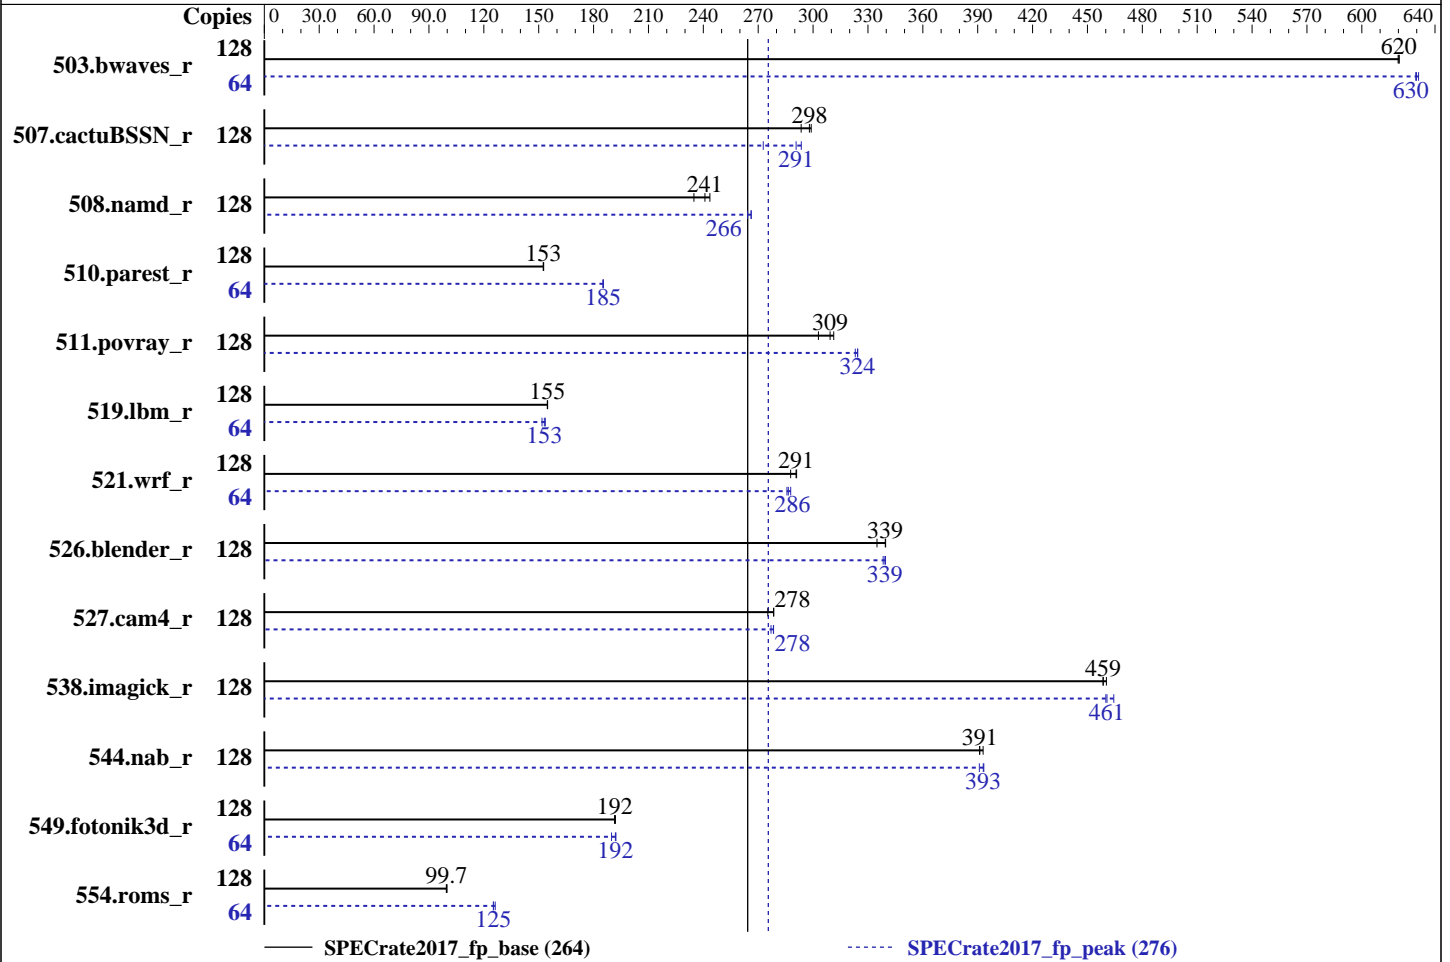 Copies 0 30.0 60.0 90.0 120 150 180 210 240 270 300 330 360 390 420 450 480 510 540 570 600 640
503.bwaves_r 128 620
64 630
507.cactuBSSN_r 128 298
291
508.namd_r 128 241
266
510.parest_r 128 153
64 185
511.povray_r 128 309
324
519.lbm_r 128 155
64 153
521.wrf_r 128 291
64 286
526.blender_r 128 339
339
527.cam4_r 128 278
278
538.imagick_r 128 459
461
544.nab_r 128 391
393
549.fotonik3d_r 128 192
64 192
554.roms_r 128 99.7
64 125
SPECrate2017_fp_base (264) SPECrate2017_fp_peak (276)